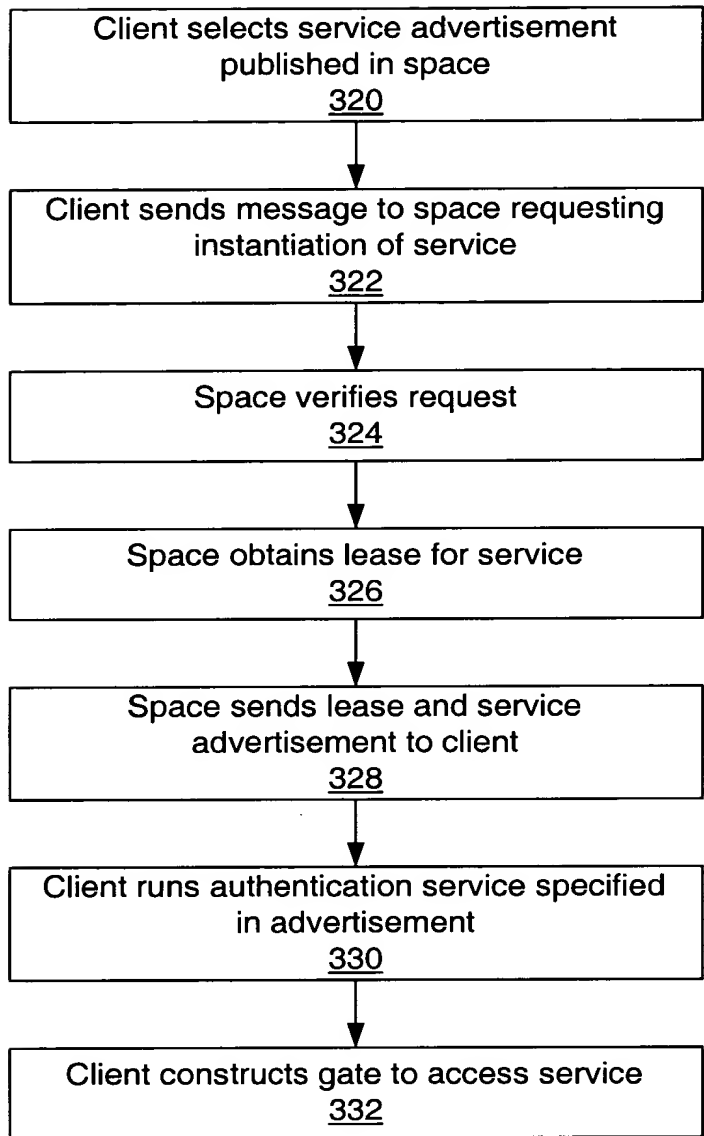 Client selects service advertisement
published in space
320
Client sends message to space requesting
instantiation of service
322
Space verifies request
324
Space obtains lease for service
326
Space sends lease and service
advertisement to client
328
Client runs authentication service specified
in advertisement
330
Client constructs gate to access service
332